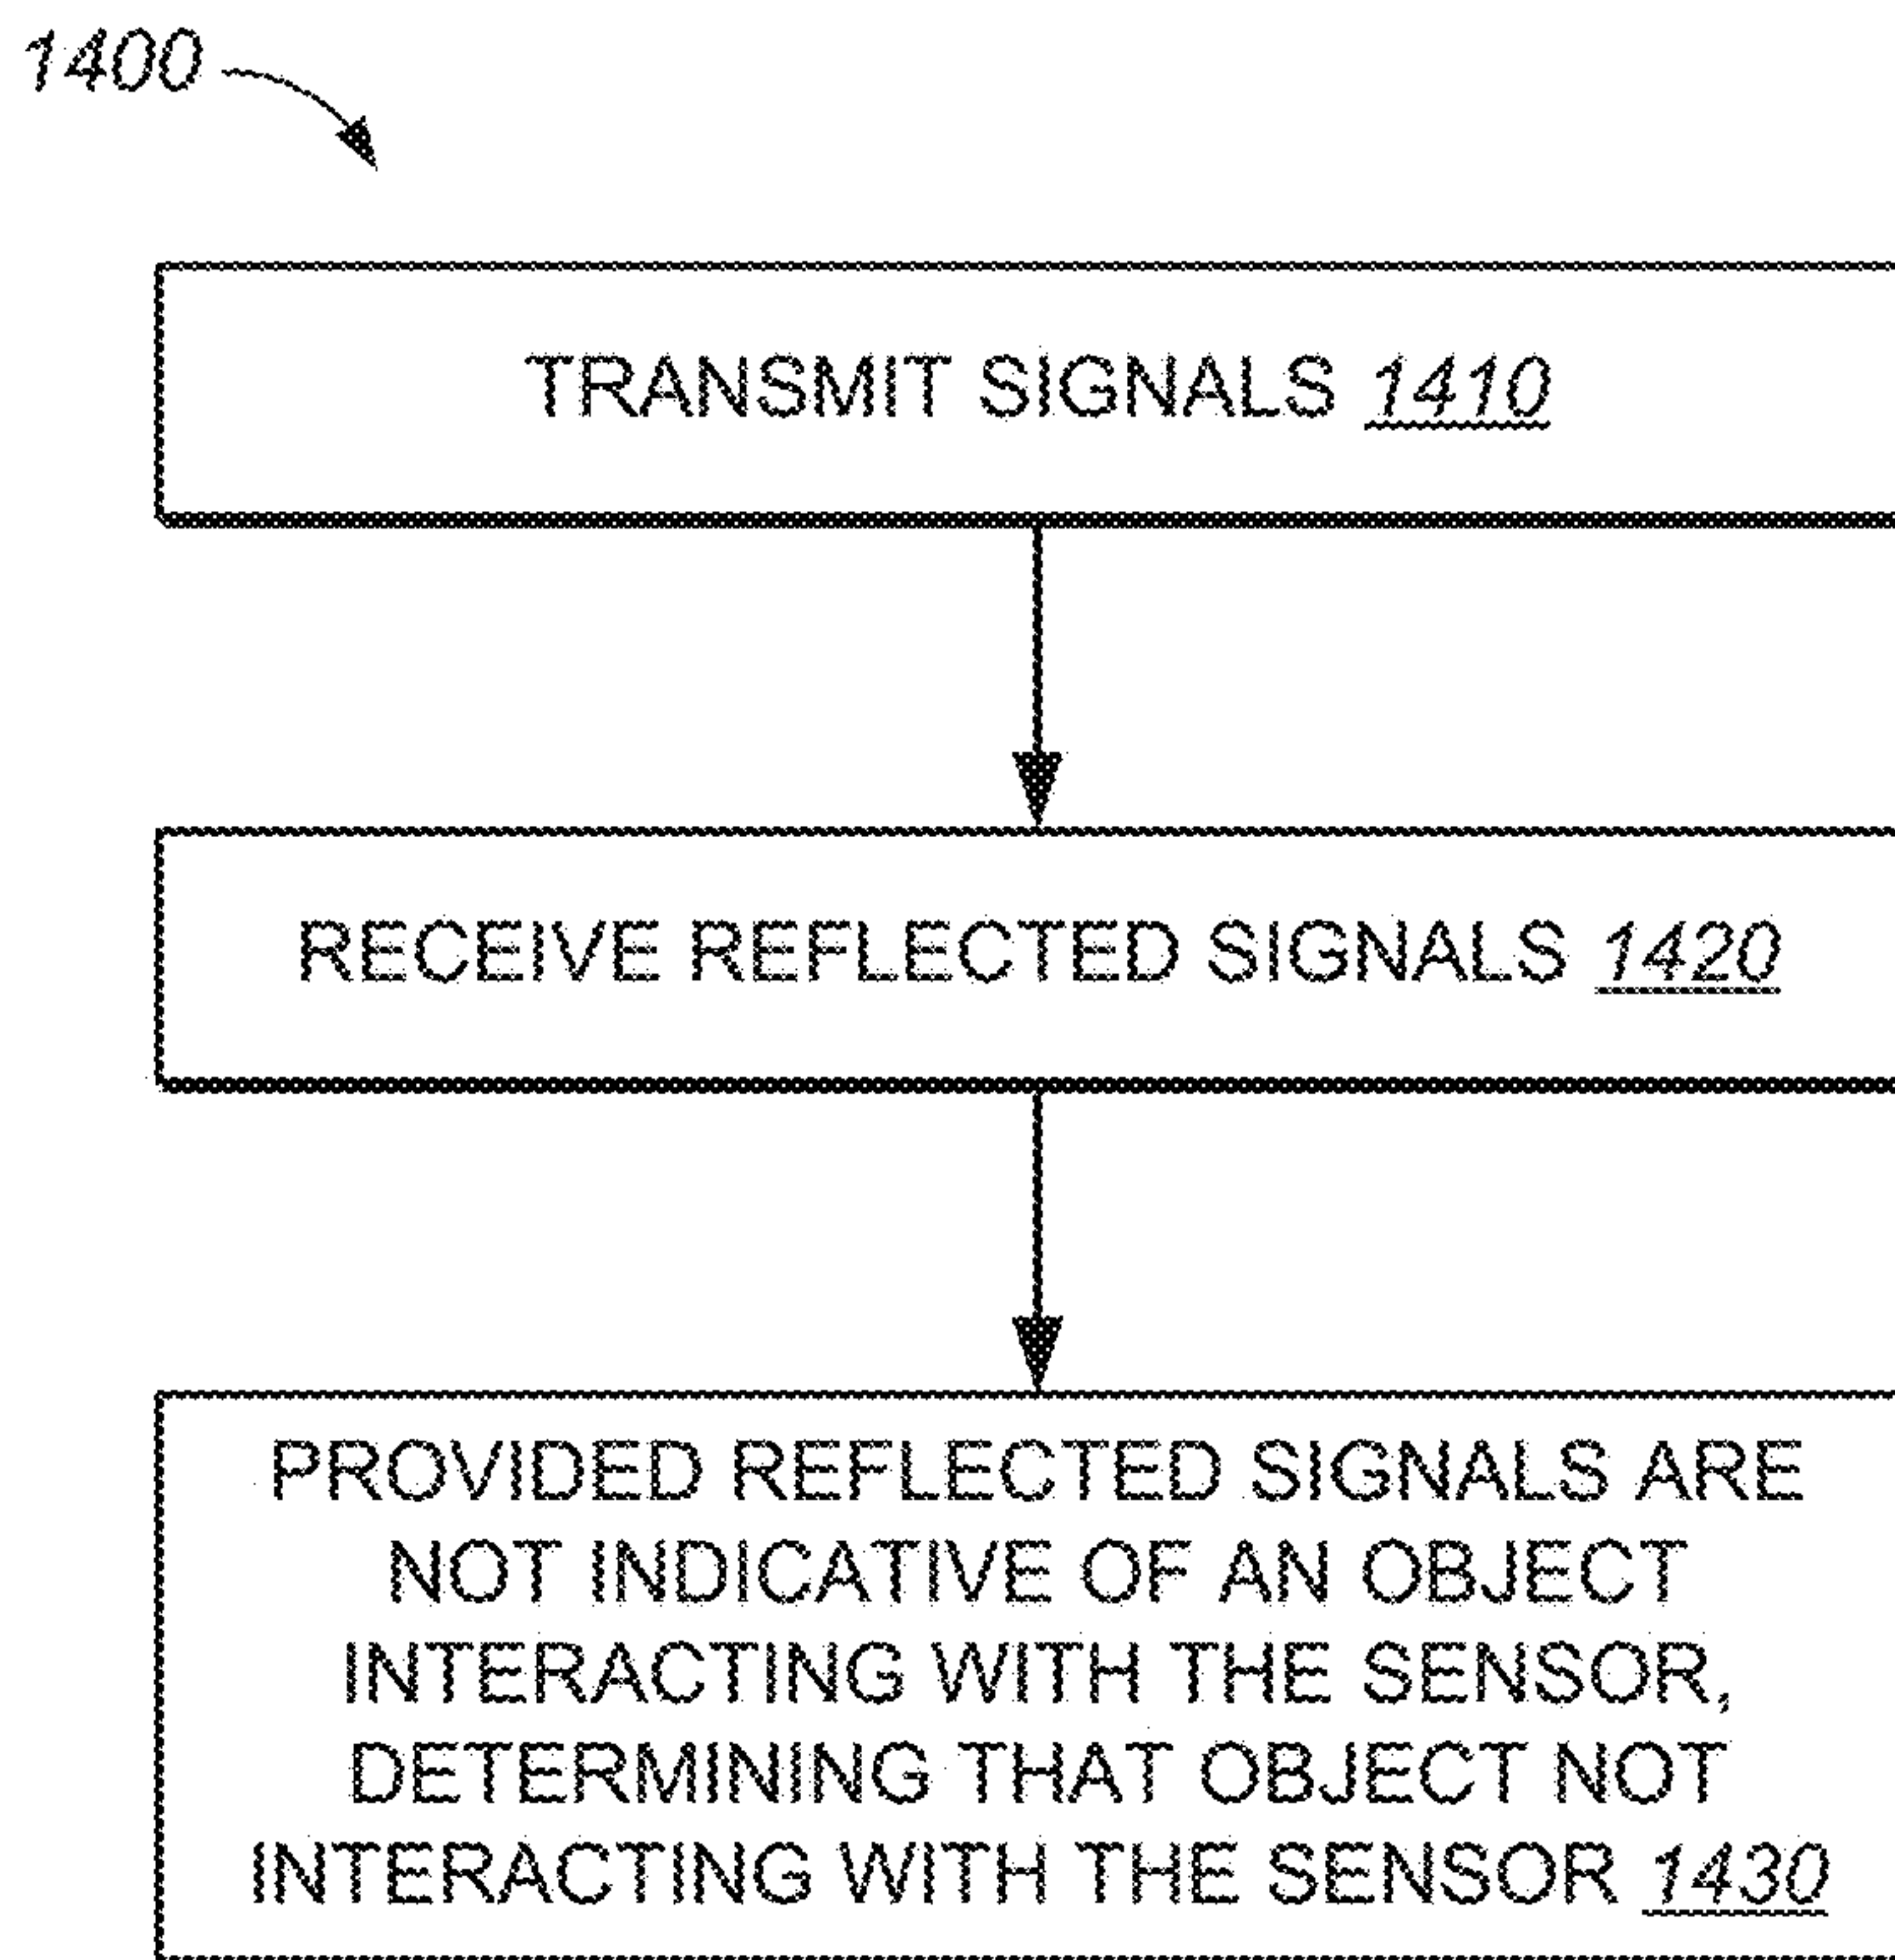 1400
TRANSMIT SIGNALS 1410
RECEIVE REFLECTED SIGNALS 1420
PROVIDED REFLECTED SIGNALS ARE
NOT INDICATIVE OF AN OBJECT
INTERACTING WITH THE SENSOR,
DETERMINING THAT OBJECT NOT
INTERACTING WITH THE SENSOR 1430